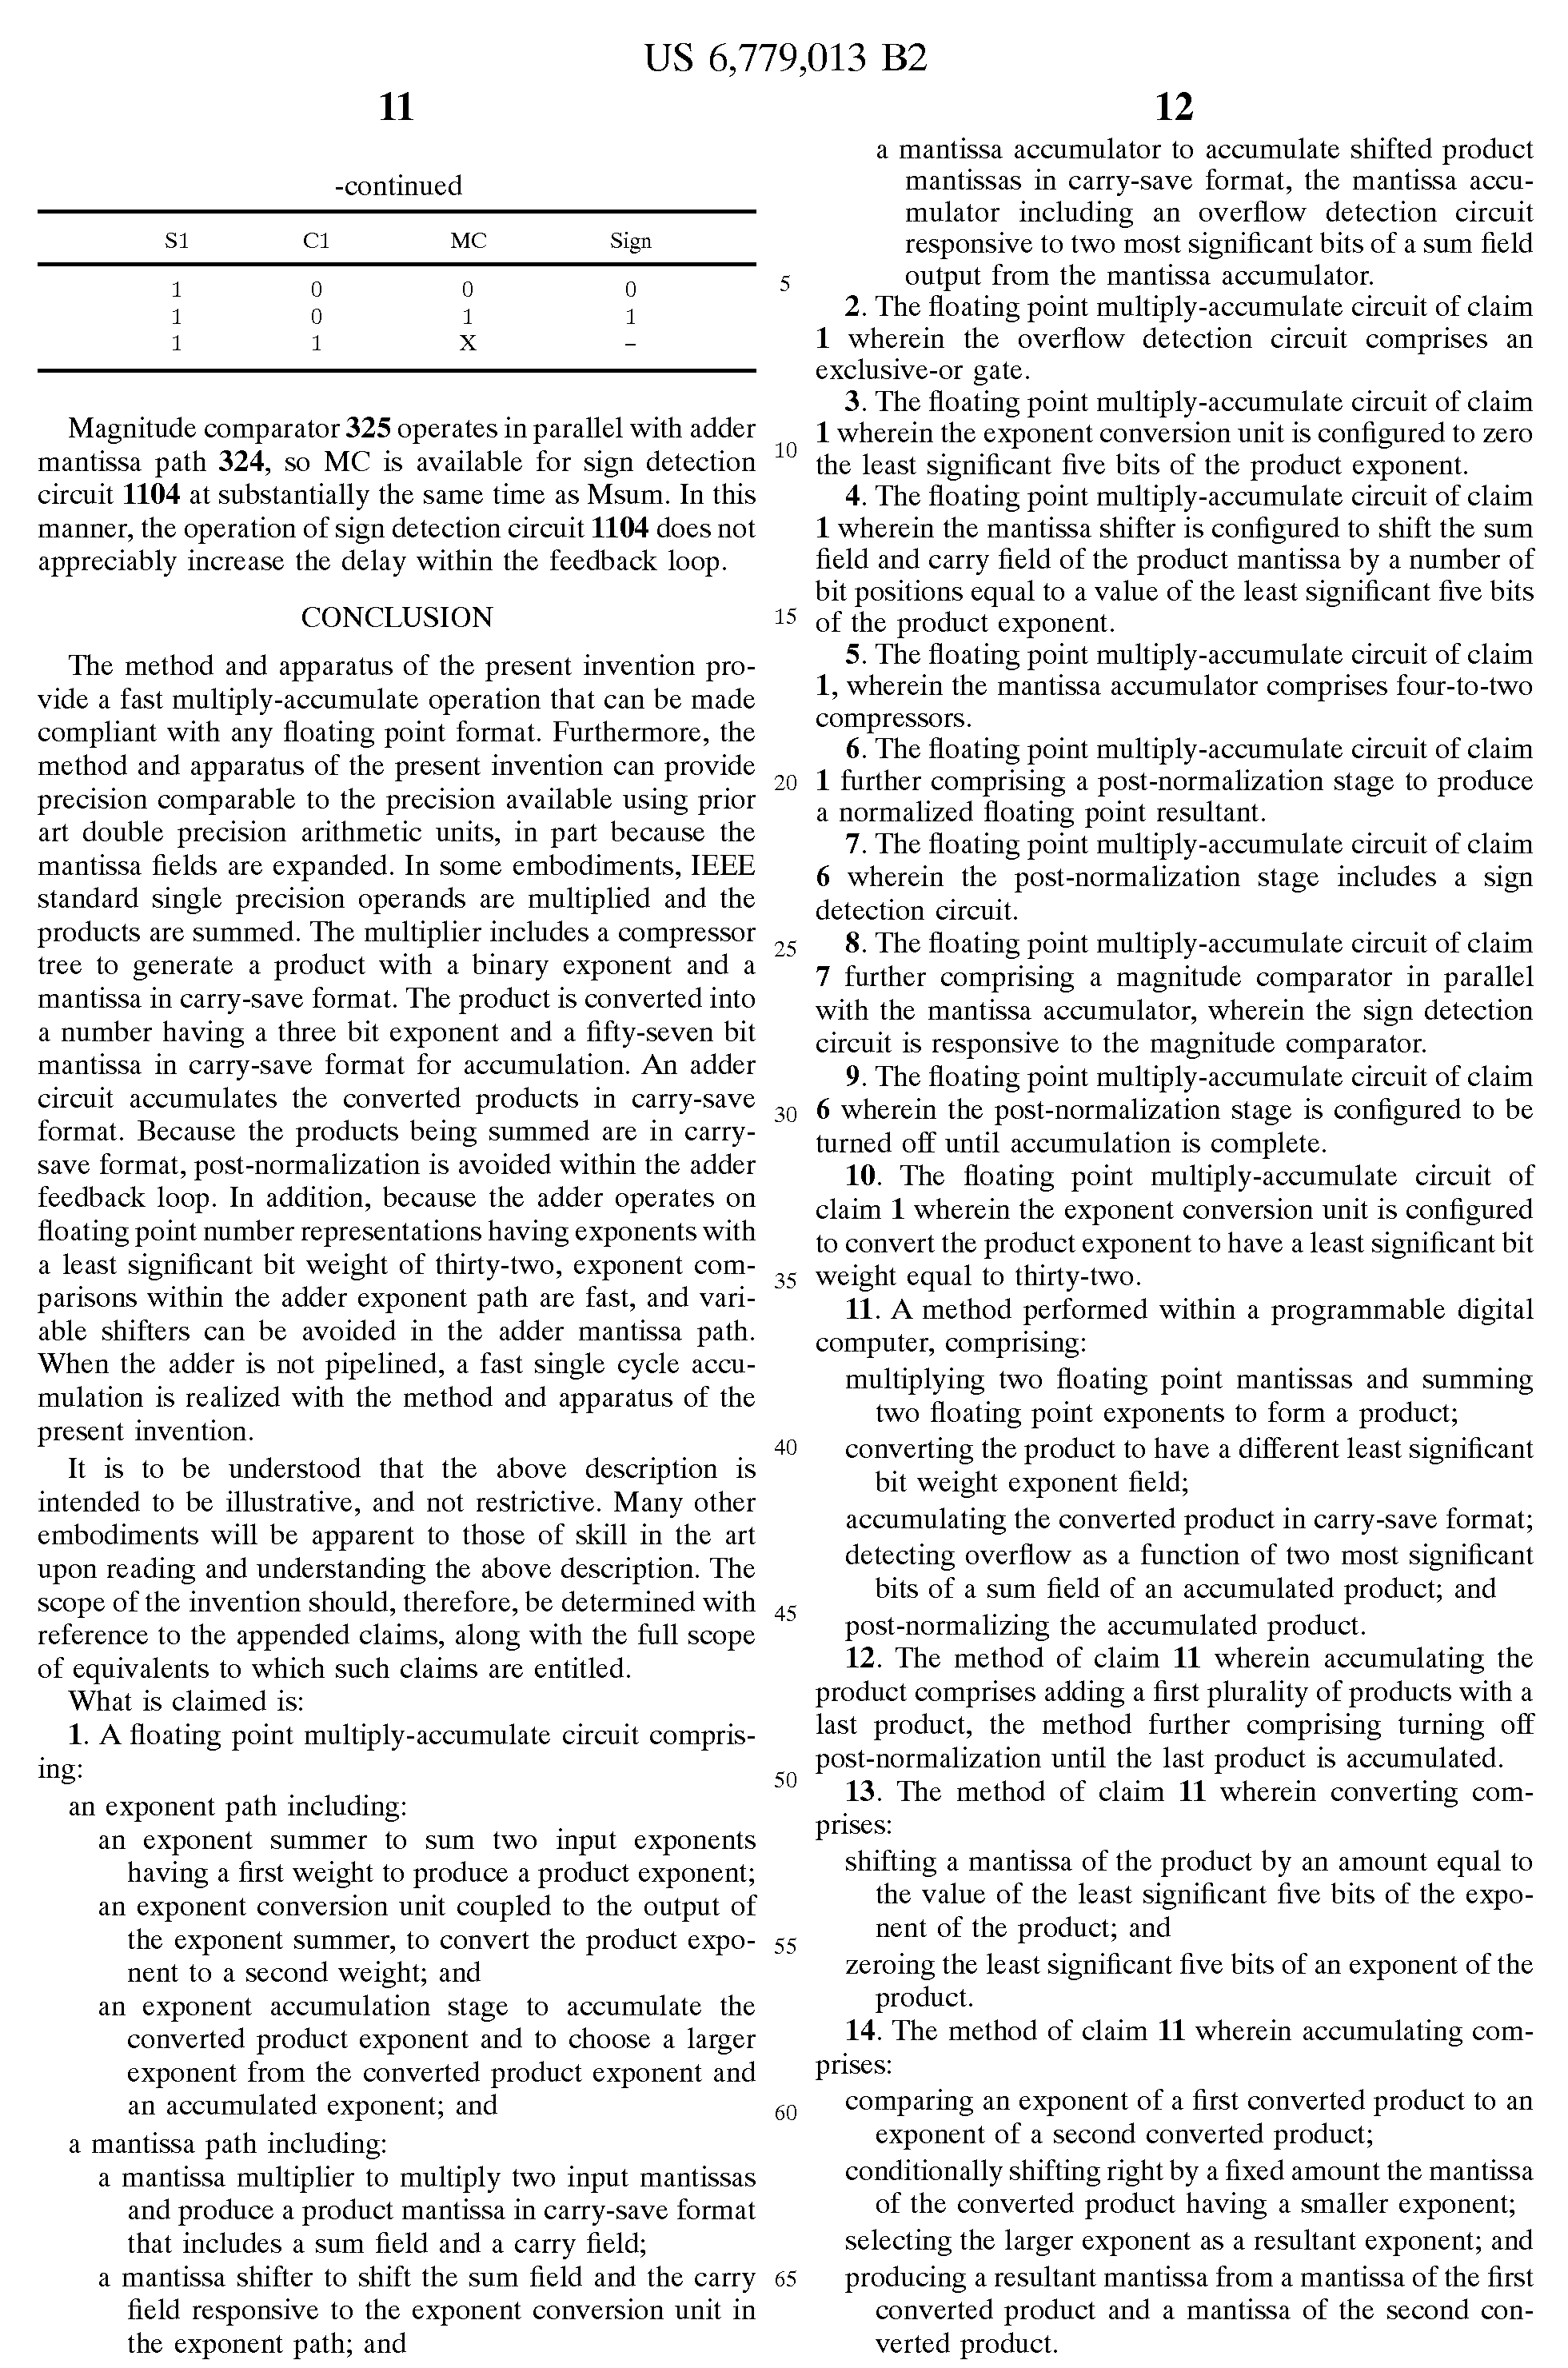 US 6,779,013 B2
11
-continued
S1 C1 MC Sign
1 0 0 0
1 0 1 1
1 1 X –
Magnitude comparator 325 operates in parallel with adder
mantissa path 324, so MC is available for sign detection
circuit 1104 at substantially the same time as Msum. In this
manner, the operation of sign detection circuit 1104 does not
appreciably increase the delay within the feedback loop.
CONCLUSION
The method and apparatus of the present invention pro-
vide a fast multiply-accumulate operation that can be made
compliant with any floating point format. Furthermore, the
method and apparatus of the present invention can provide
precision comparable to the precision available using prior
art double precision arithmetic units, in part because the
mantissa fields are expanded. In some embodiments, IEEE
standard single precision operands are multiplied and the
products are summed. The multiplier includes a compressor
tree to generate a product with a binary exponent and a
mantissa in carry-save format. The product is converted into
a number having a three bit exponent and a fifty-seven bit
mantissa in carry-save format for accumulation. An adder
circuit accumulates the converted products in carry-save
format. Because the products being summed are in carry-
save format, post-normalization is avoided within the adder
feedback loop. In addition, because the adder operates on
floating point number representations having exponents with
a least significant bit weight of thirty-two, exponent com-
parisons within the adder exponent path are fast, and vari-
able shifters can be avoided in the adder mantissa path.
When the adder is not pipelined, a fast single cycle accu-
mulation is realized with the method and apparatus of the
present invention.
It is to be understood that the above description is
intended to be illustrative, and not restrictive. Many other
embodiments will be apparent to those of skill in the art
upon reading and understanding the above description. The
scope of the invention should, therefore, be determined with
reference to the appended claims, along with the full scope
of equivalents to which such claims are entitled.
What is claimed is:
1. A floating point multiply-accumulate circuit compris-
ing:
an exponent path including:
an exponent summer to sum two input exponents
having a first weight to produce a product exponent;
an exponent conversion unit coupled to the output of
the exponent summer, to convert the product expo-
nent to a second weight; and
an exponent accumulation stage to accumulate the
converted product exponent and to choose a larger
exponent from the converted product exponent and
an accumulated exponent; and
a mantissa path including:
a mantissa multiplier to multiply two input mantissas
and produce a product mantissa in carry-save format
that includes a sum field and a carry field;
a mantissa shifter to shift the sum field and the carry
field responsive to the exponent conversion unit in
the exponent path; and
5
10
15
20
25
30
35
40
45
50
55
60
65
12
a mantissa accumulator to accumulate shifted product
mantissas in carry-save format, the mantissa accu-
mulator including an overflow detection circuit
responsive to two most significant bits of a sum field
output from the mantissa accumulator.
2. The floating point multiply-accumulate circuit of claim
1 wherein the overflow detection circuit comprises an
exclusive-or gate.
3. The floating point multiply-accumulate circuit of claim
1 wherein the exponent conversion unit is configured to zero
the least significant five bits of the product exponent.
4. The floating point multiply-accumulate circuit of claim
1 wherein the mantissa shifter is configured to shift the sum
field and carry field of the product mantissa by a number of
bit positions equal to a value of the least significant five bits
of the product exponent.
5. The floating point multiply-accumulate circuit of claim
1, wherein the mantissa accumulator comprises four-to-two
compressors.
6. The floating point multiply-accumulate circuit of claim
1 further comprising a post-normalization stage to produce
a normalized floating point resultant.
7. The floating point multiply-accumulate circuit of claim
6 wherein the post-normalization stage includes a sign
detection circuit.
8. The floating point multiply-accumulate circuit of claim
7 further comprising a magnitude comparator in parallel
with the mantissa accumulator, wherein the sign detection
circuit is responsive to the magnitude comparator.
9. The floating point multiply-accumulate circuit of claim
6 wherein the post-normalization stage is configured to be
turned off until accumulation is complete.
10. The floating point multiply-accumulate circuit of
claim 1 wherein the exponent conversion unit is configured
to convert the product exponent to have a least significant bit
weight equal to thirty-two.
11. A method performed within a programmable digital
computer, comprising:
multiplying two floating point mantissas and summing
two floating point exponents to form a product;
converting the product to have a different least significant
bit weight exponent field;
accumulating the converted product in carry-save format;
detecting overflow as a function of two most significant
bits of a sum field of an accumulated product; and
post-normalizing the accumulated product.
12. The method of claim 11 wherein accumulating the
product comprises adding a first plurality of products with a
last product, the method further comprising turning off
post-normalization until the last product is accumulated.
13. The method of claim 11 wherein converting com-
prises:
shifting a mantissa of the product by an amount equal to
the value of the least significant five bits of the expo-
nent of the product; and
zeroing the least significant five bits of an exponent of the
product.
14. The method of claim 11 wherein accumulating com-
prises:
comparing an exponent of a first converted product to an
exponent of a second converted product;
conditionally shifting right by a fixed amount the mantissa
of the converted product having a smaller exponent;
selecting the larger exponent as a resultant exponent; and
producing a resultant mantissa from a mantissa of the first
converted product and a mantissa of the second con-
verted product.